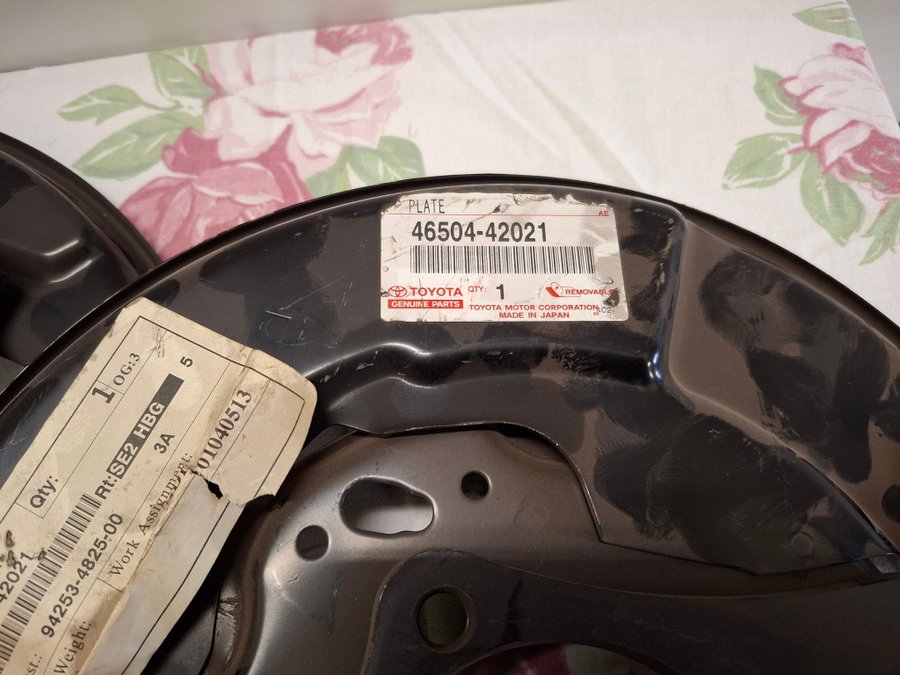 PLATE
AE
46504-42021
TOYOTA QTY: 1 REMOVABLE
GENUINE PARTS
TOYOTA MOTOR CORPORATION
MADE IN JAPAN
1 OG:3
Qty:
Rt:SE2 HBG 5
3A
42021
94253-4825-00
Work Assignment:
01040513
Weight: